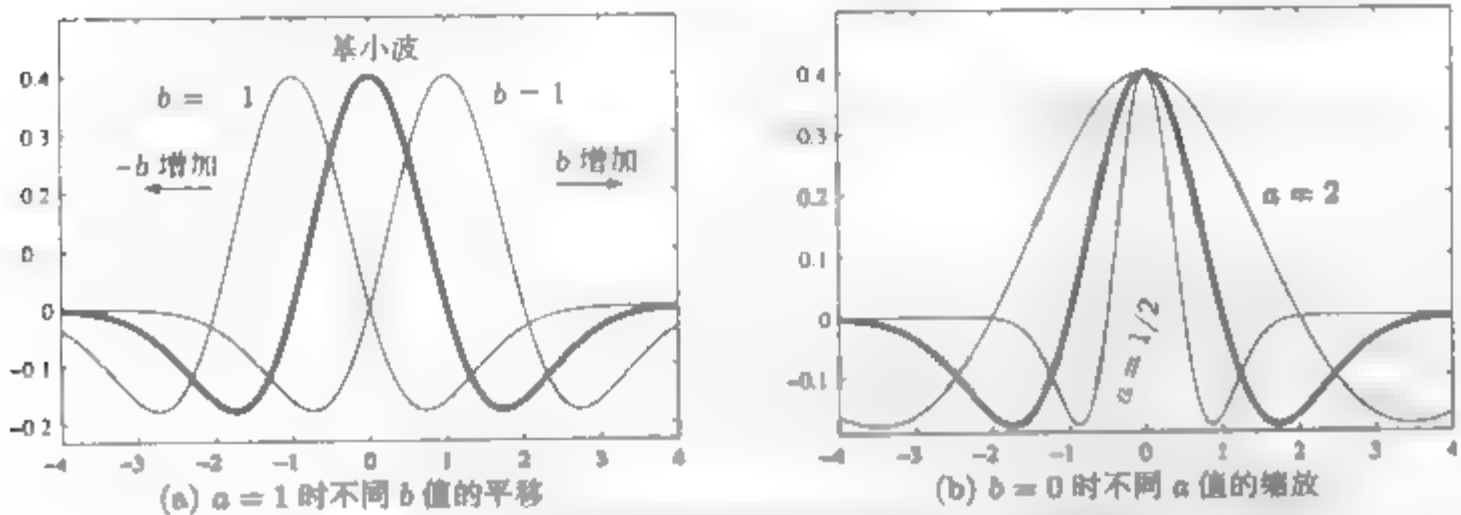 基小波
b = 1
b - 1
-b 增加
b 增加
0.4
0 3
0.2
0
0
-0.1
-0 2
-4 -3 -2 -1 0 1 2 3 4
(a) a = 1 时不同 b 值的平移
0.4
0.3
0.2
0.1
0
-0.1
a = 2
a = 1/2
-4 -3 -2 -1 0 1 2 3 4
(b) b = 0 时不同 a 值的缩放